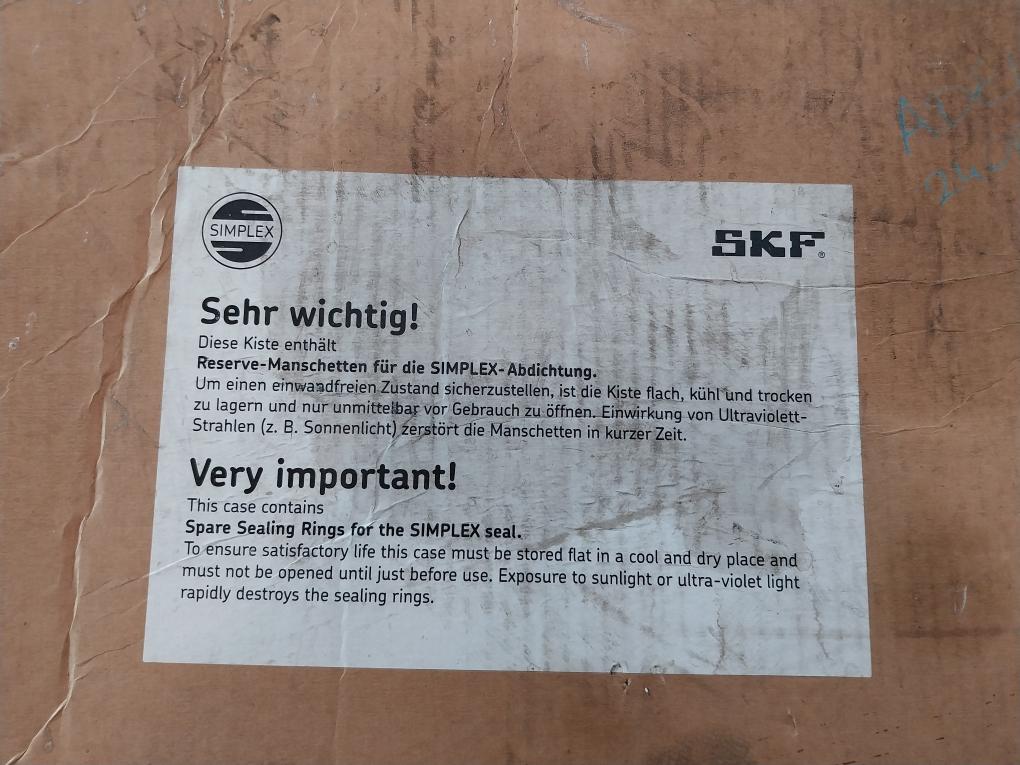 SIMPLEX
SKF®
Sehr wichtig!
Diese Kiste enthält
Reserve-Manschetten für die SIMPLEX-Abdichtung.
Um einen einwandfreien Zustand sicherzustellen, ist die Kiste flach, kühl und trocken
zu lagern und nur unmittelbar vor Gebrauch zu öffnen. Einwirkung von Ultraviolett-
Strahlen (z. B. Sonnenlicht) zerstört die Manschetten in kurzer Zeit.
Very important!
This case contains
Spare Sealing Rings for the SIMPLEX seal.
To ensure satisfactory life this case must be stored flat in a cool and dry place and
must not be opened until just before use. Exposure to sunlight or ultra-violet light
rapidly destroys the sealing rings.